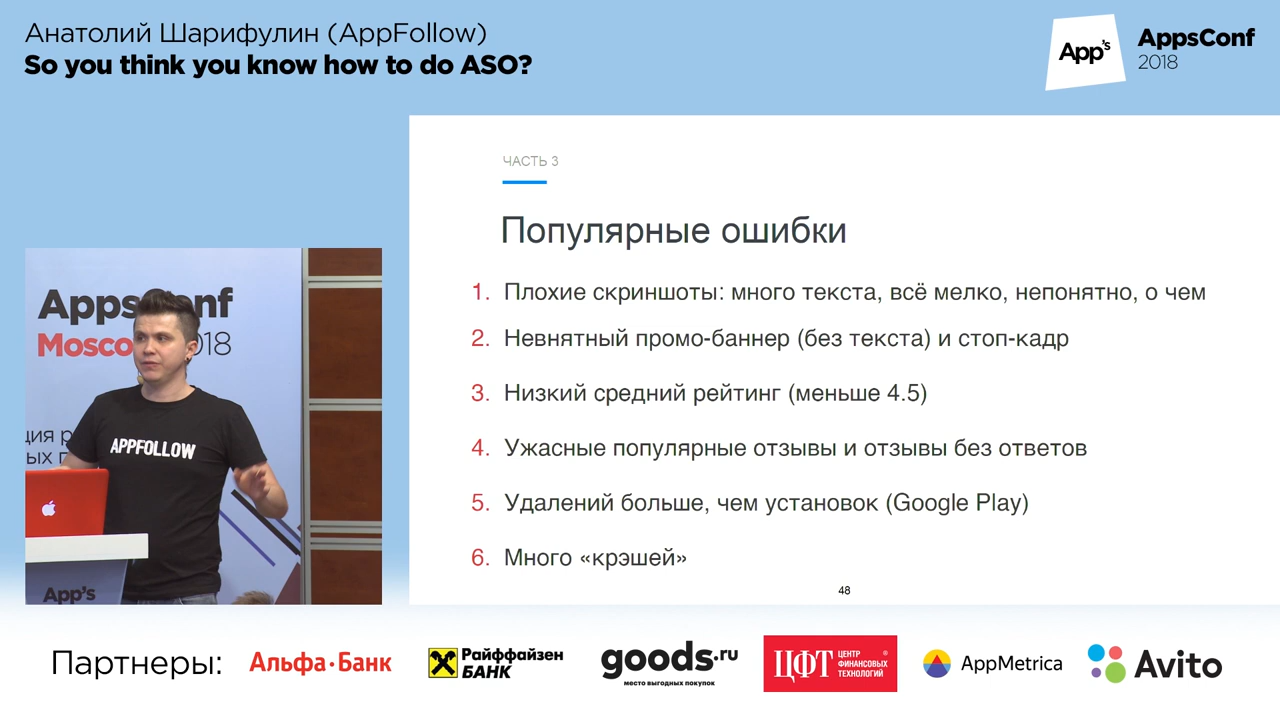 Анатолий Шарифулин (AppFollow)
So you think you know how to do ASO?
App's
AppsConf
2018
ЧАСТЬ 3
Популярные ошибки
1. Плохие скриншоты: много текста, всё мелко, непонятно, о чем
2. Невнятный промо-баннер (без текста) и стоп-кадр
3. Низкий средний рейтинг (меньше 4.5)
4. Ужасные популярные отзывы и отзывы без ответов
5. Удалений больше, чем установок (Google Play)
6. Много «крэшей»
48
APPFOLLOW
App's
Партнеры:
Альфа·Банк
Райффайзен
БАНК
goods.ru
место выгодных покупок
ЦФТ
ЦЕНТР
ФИНАНСОВЫХ
ТЕХНОЛОГИЙ
®
AppMetrica
Avito